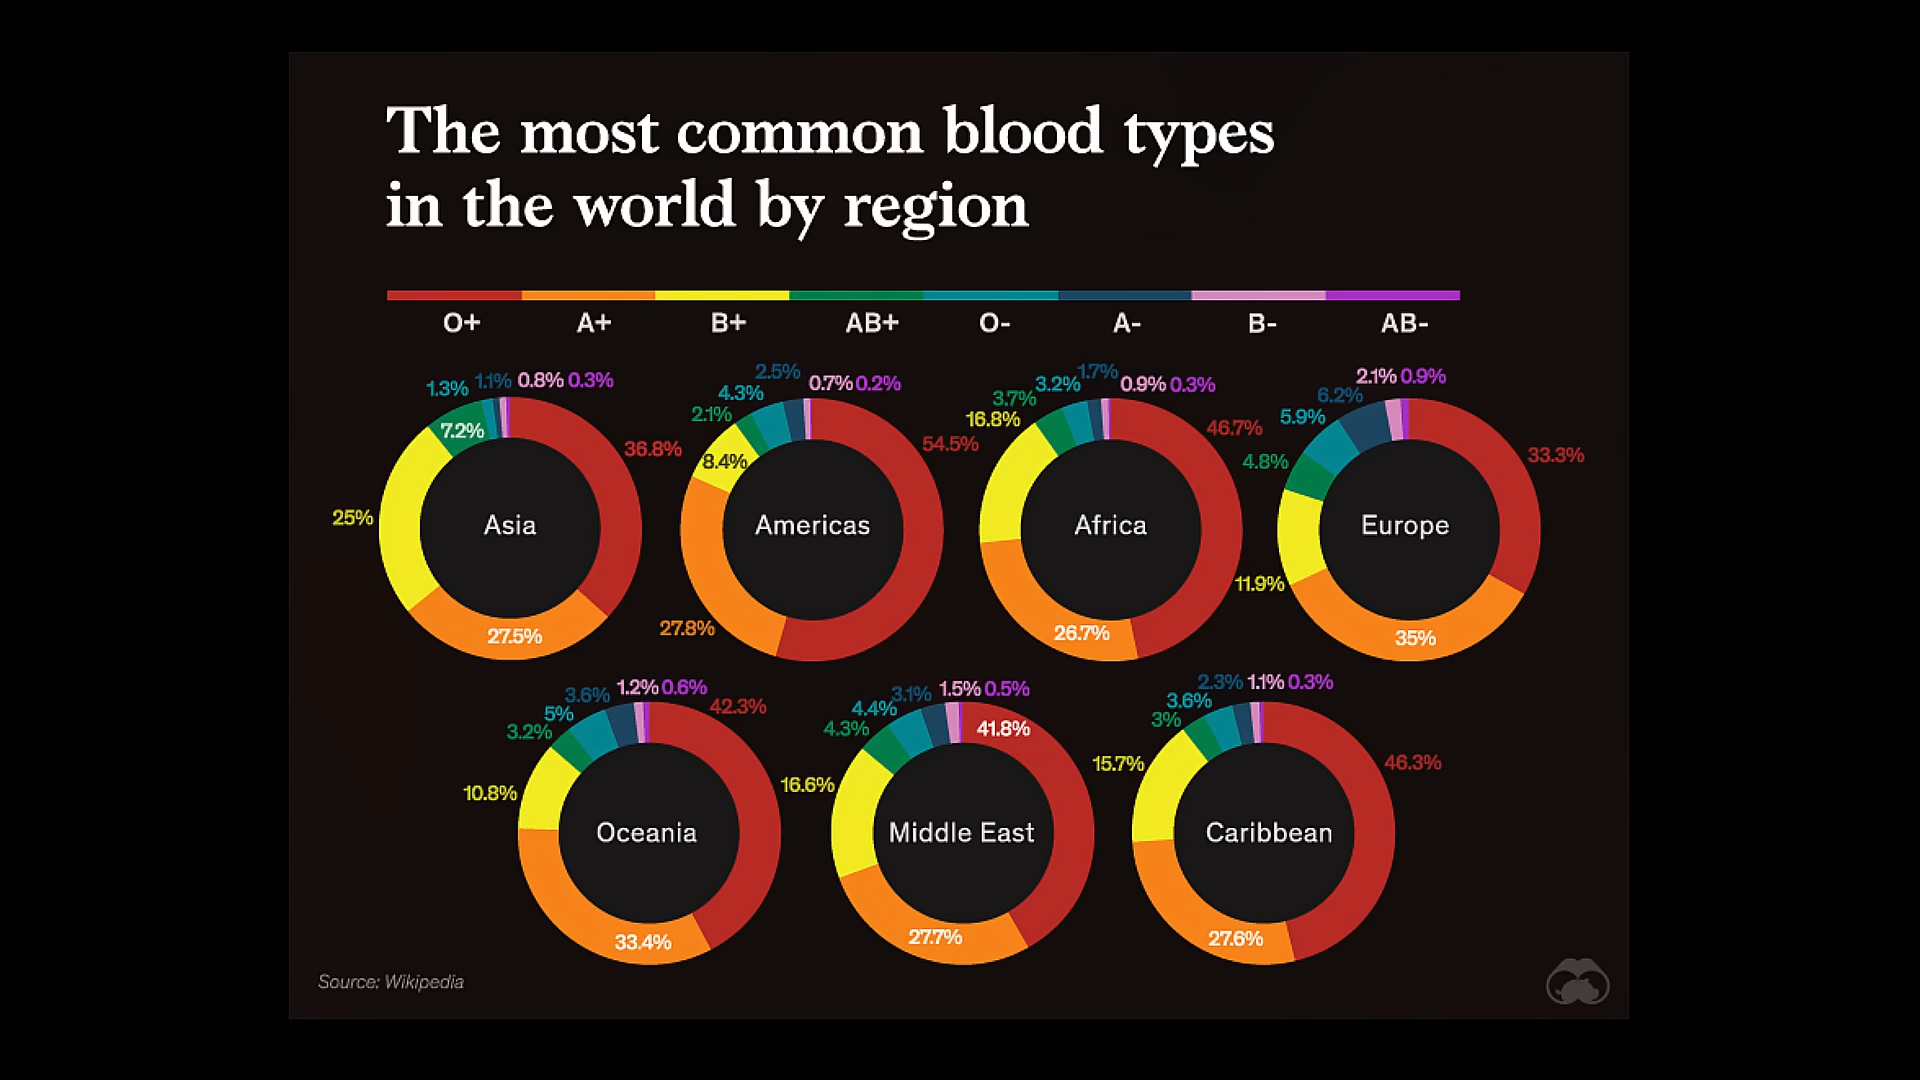 The most common blood types
in the world by region
O+ A+ B+ AB+ O- A- B- AB-
1.3% 1.1% 0.8% 0.3%
7.2%
36.8%
25%
Asia
27.5%
2.5%
4.3% 0.7% 0.2%
2.1%
8.4%
54.5%
Americas
27.8%
1.7%
3.2% 0.9% 0.3%
3.7%
16.8%
46.7%
Africa
26.7%
2.1% 0.9%
6.2%
5.9%
4.8%
33.3%
Europe
11.9%
35%
3.6% 1.2% 0.6%
5%
42.3%
3.2%
10.8%
Oceania
33.4%
3.1% 1.5% 0.5%
4.4%
4.3%
41.8%
16.6%
Middle East
27.7%
2.3% 1.1% 0.3%
3.6%
3%
15.7%
46.3%
Caribbean
27.6%
Source: Wikipedia